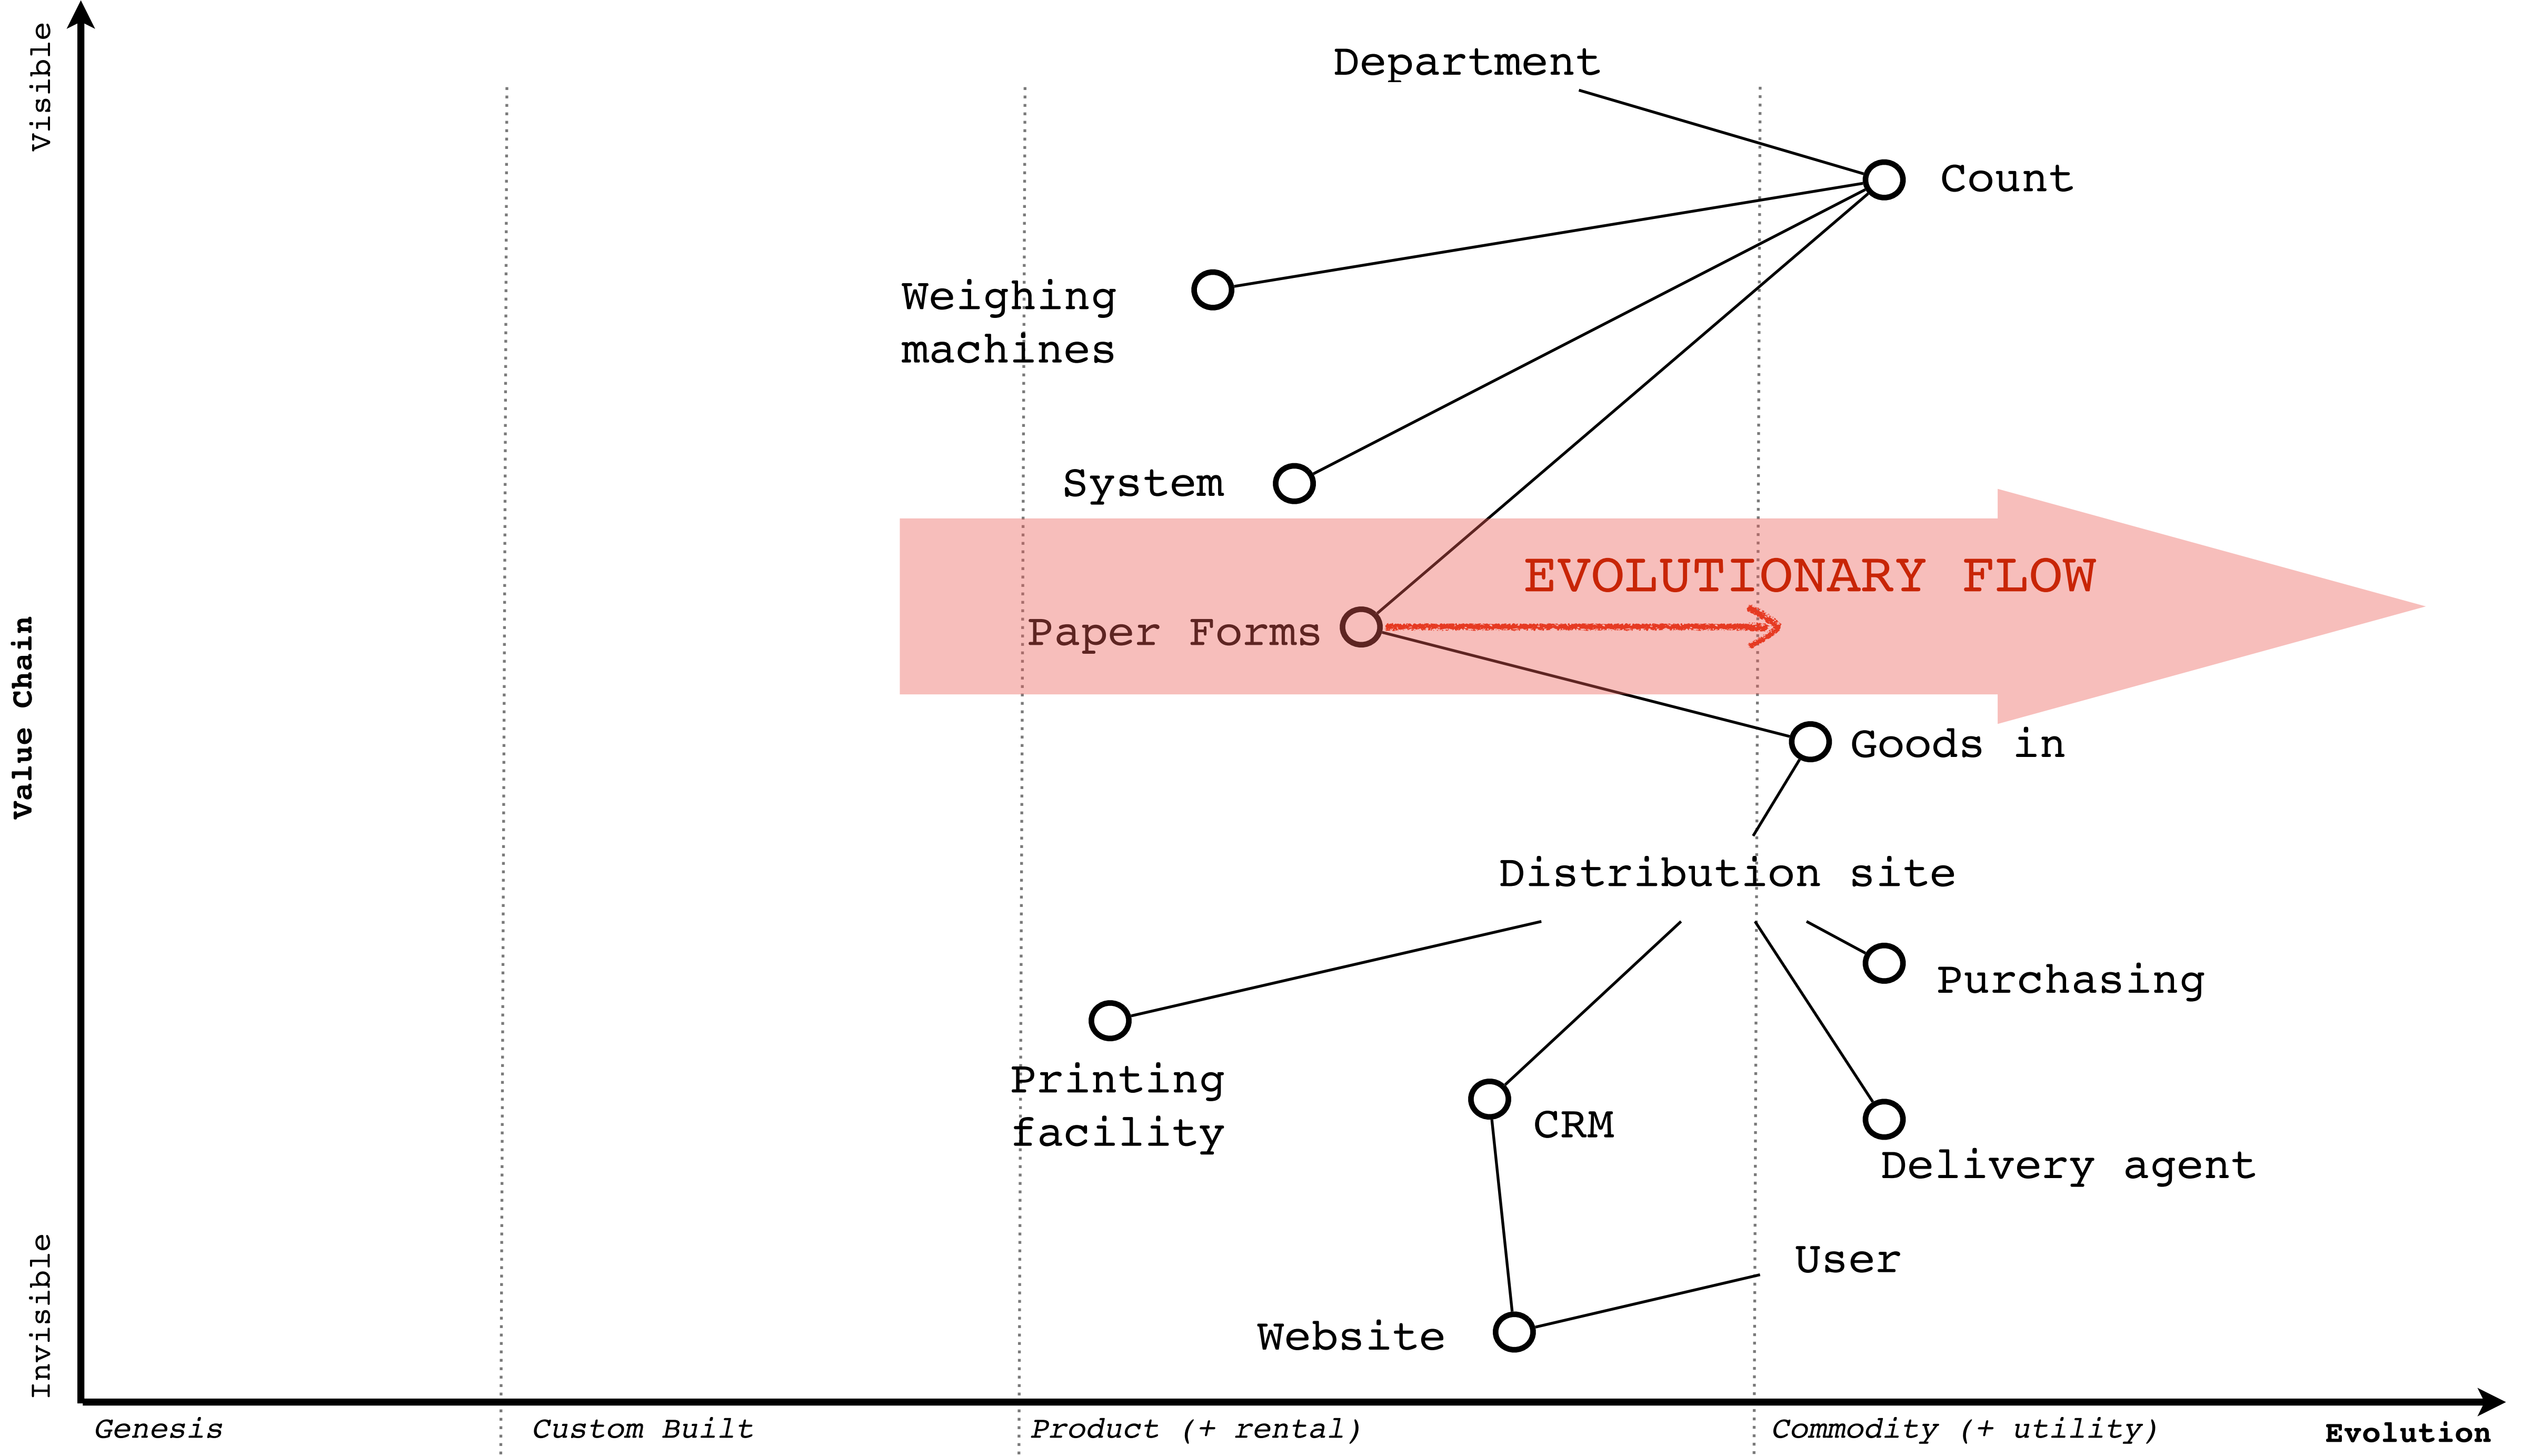 Visible
Department
Count
Weighing
machines
System
EVOLUTIONARY FLOW
Paper Forms
Value Chain
Goods in
Distribution site
Purchasing
Printing
facility
CRM
Delivery agent
User
Website
Invisible
Genesis
Custom Built
Product (+ rental)
Commodity (+ utility)
Evolution